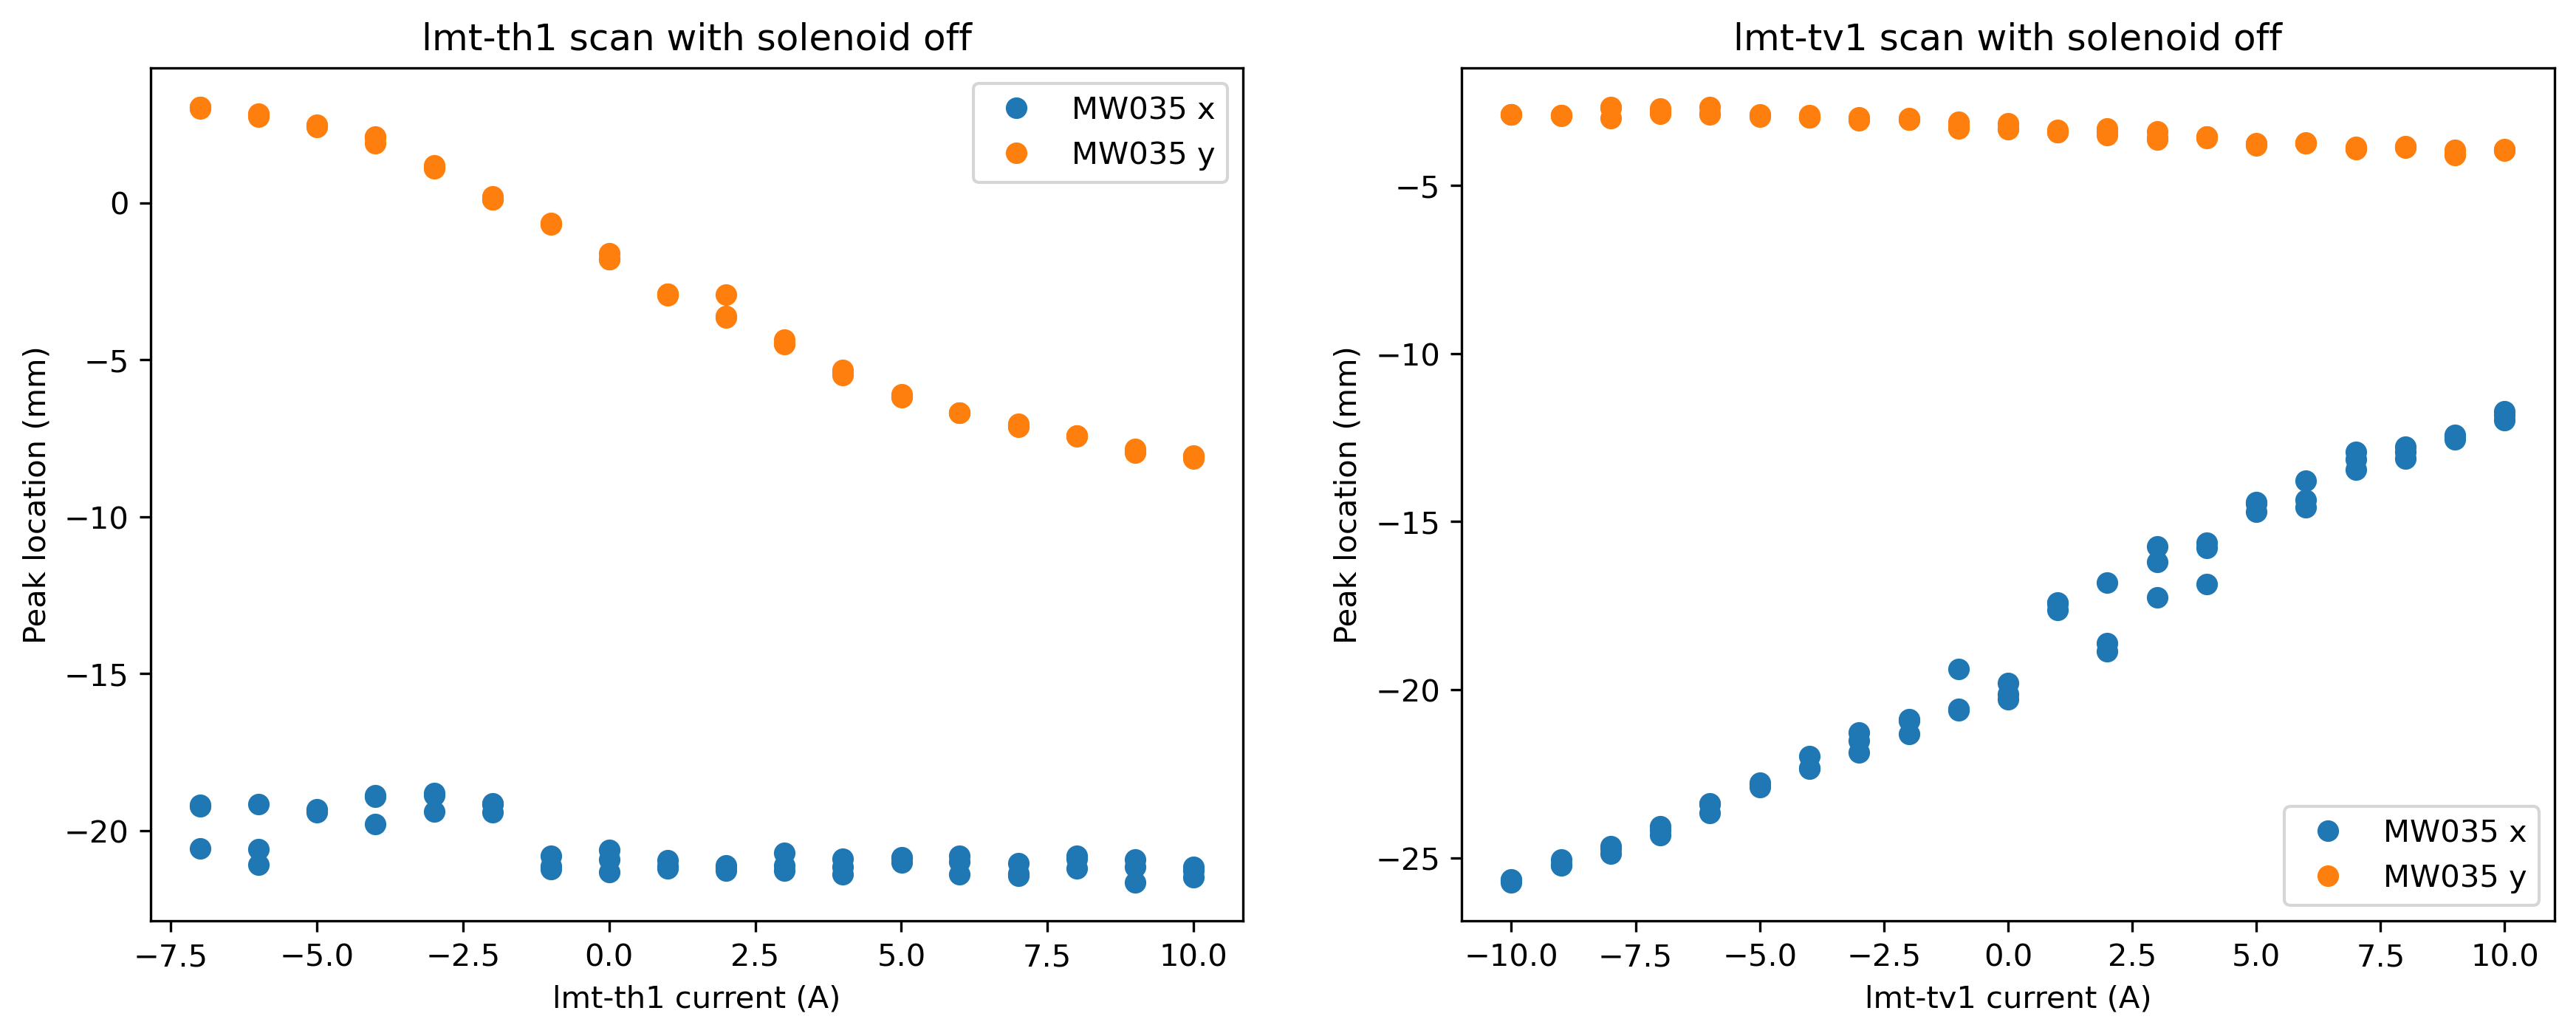 lmt-th1 scan with solenoid off
MW035 x
MW035 y
0
−5
−10
−15
−20
Peak location (mm)
−7.5 −5.0 −2.5 0.0 2.5 5.0 7.5 10.0
lmt-th1 current (A)
lmt-tv1 scan with solenoid off
−5
−10
−15
−20
−25
Peak location (mm)
MW035 x
MW035 y
−10.0 −7.5 −5.0 −2.5 0.0 2.5 5.0 7.5 10.0
lmt-tv1 current (A)